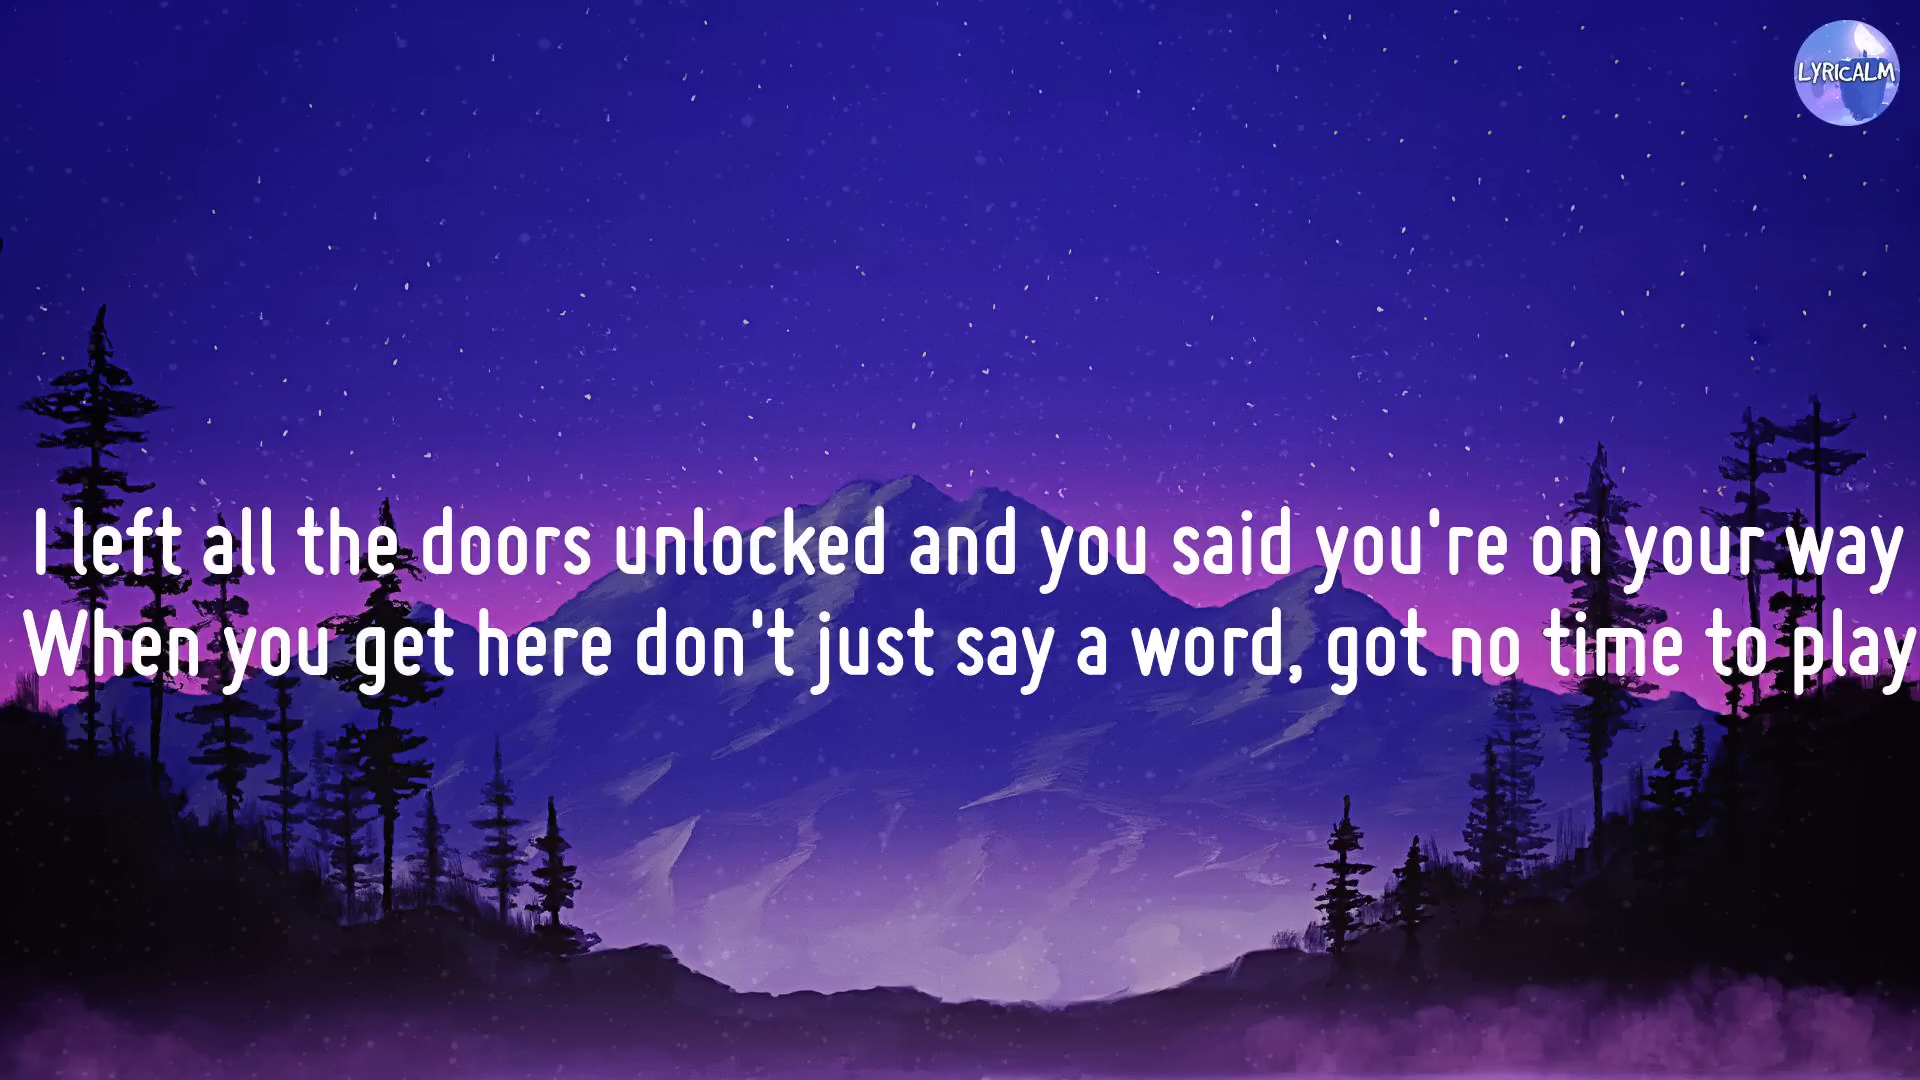 LYRICALM
I left all the doors unlocked and you said you're on your way
When you get here don't just say a word, got no time to play